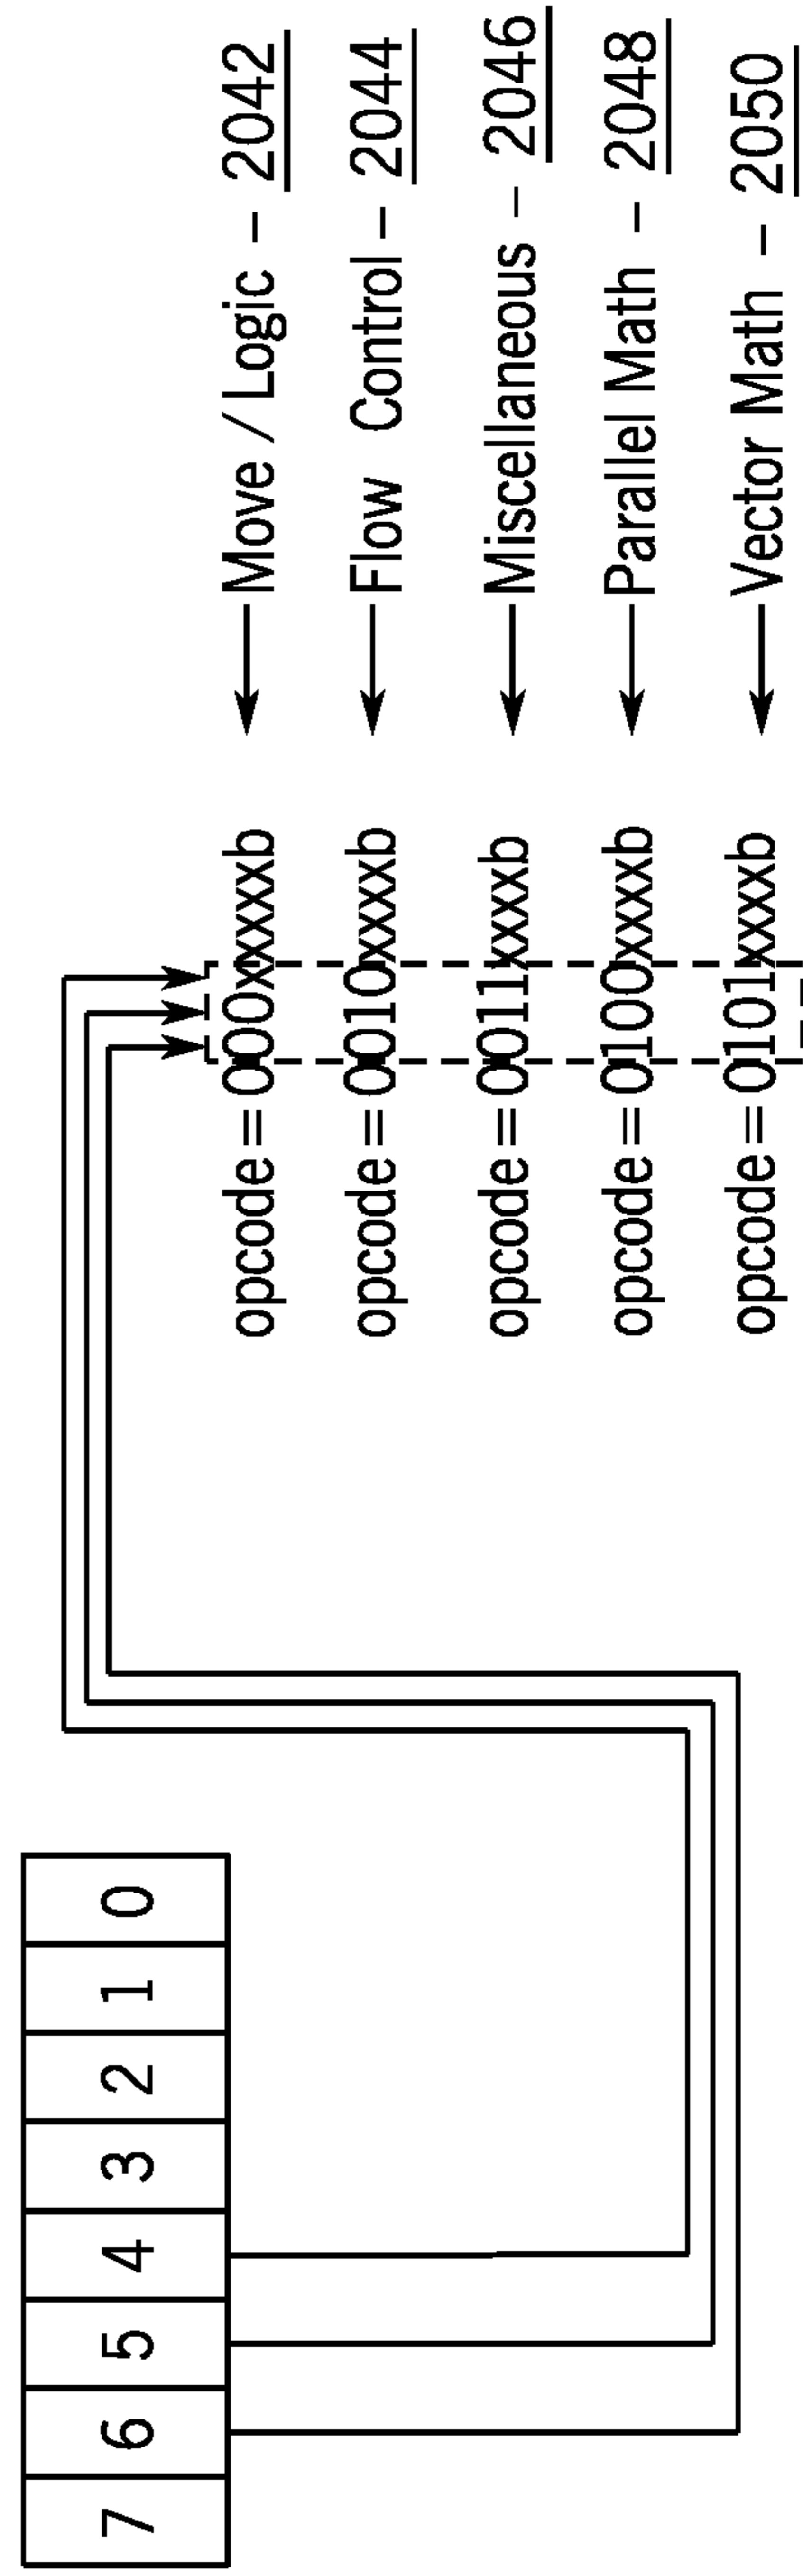 7 6 5 4 3 2 1 0
opcode=000xxxxxb ← Move / Logic – 2042
opcode=0010xxxxb ← Flow Control – 2044
opcode=0011xxxxb ← Miscellaneous – 2046
opcode=0100xxxxb ← Parallel Math – 2048
opcode=0101xxxxb ← Vector Math – 2050